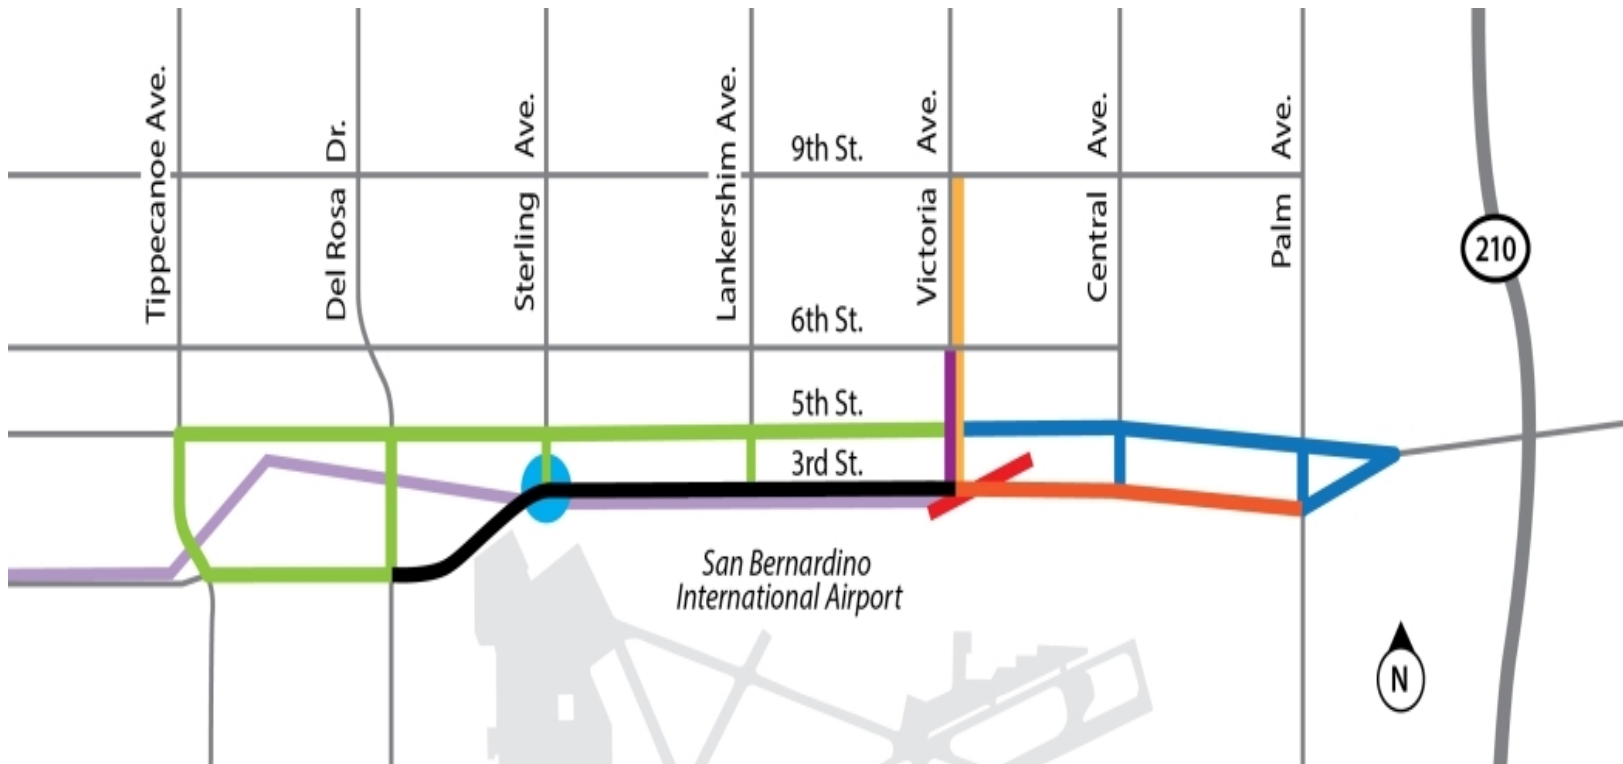 Tippecanoe Ave.
Del Rosa Dr.
Sterling Ave.
Lankershim Ave.
Victoria Ave.
Central Ave.
Palm Ave.
9th St.
6th St.
5th St.
3rd St.
210
San Bernardino
International Airport
N